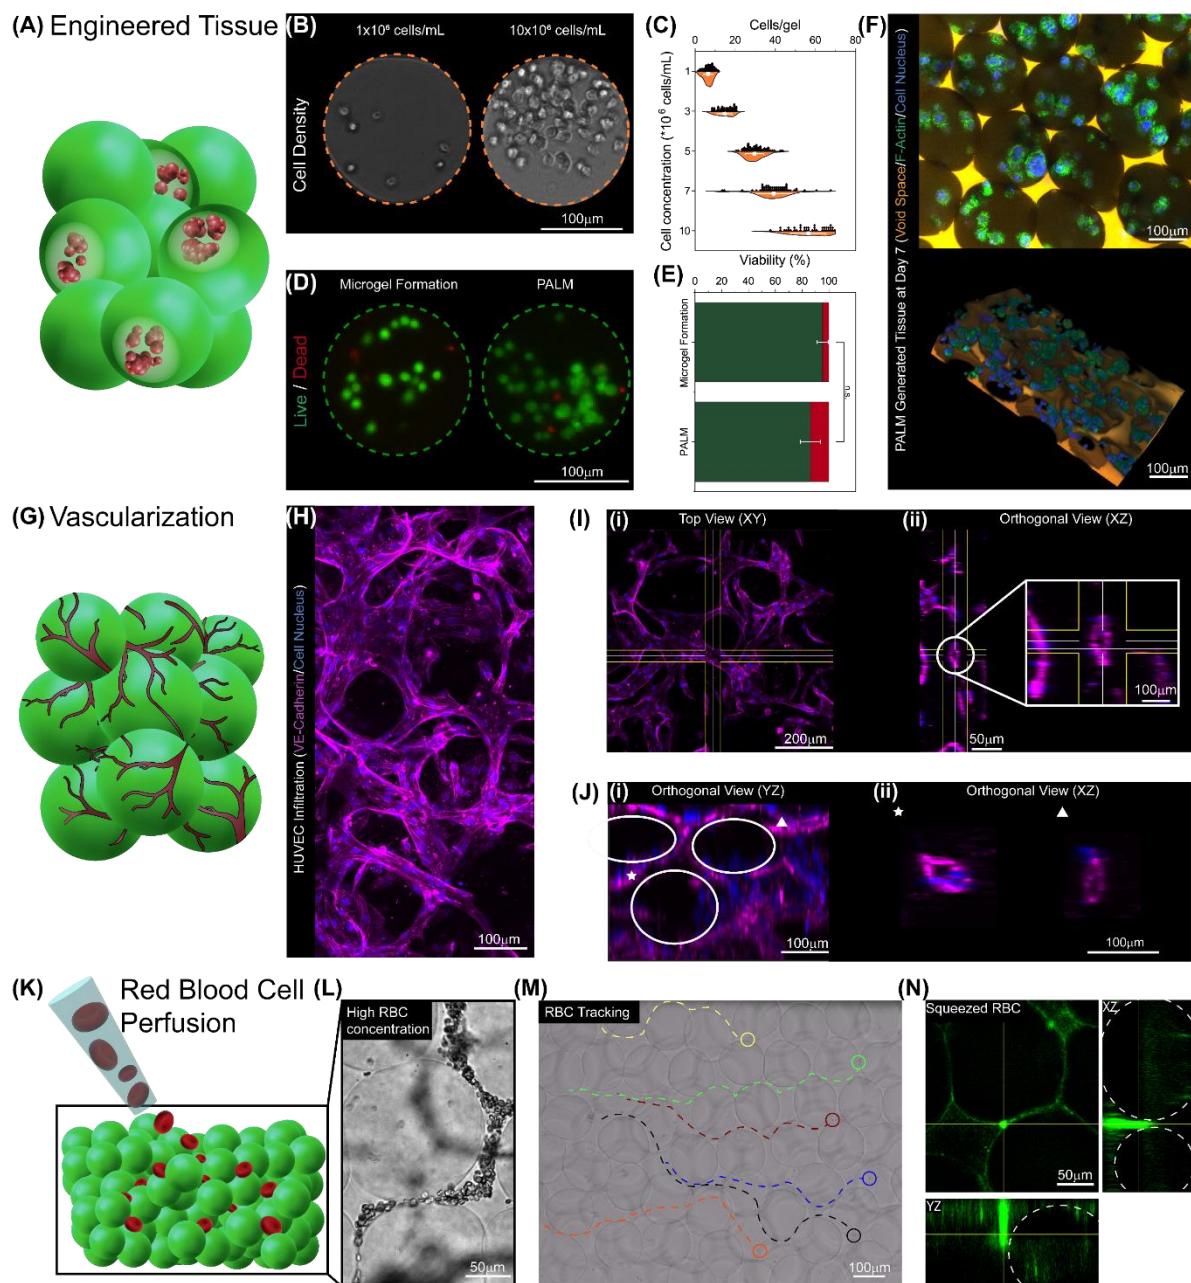 (A) Engineered Tissue
(B)
1x10⁶ cells/mL
10x10⁶ cells/mL
Cell Density
100μm
(C)
Cells/gel
0 20 40 60 80
Cell concentration (*10⁶ cells/mL)
1
3
5
7
10
(D)
Microgel Formation
PALM
Live / Dead
100μm
(E)
Viability (%)
0 20 40 60 80 100
Microgel Formation
PALM
n.s.
(F)
PALM Generated Tissue at Day 7 (Void Space/F-Actin/Cell Nucleus)
100μm
100μm
(G) Vascularization
(H)
HUVEC Infiltration (VE-Cadherin/Cell Nucleus)
100μm
(I)
(i)
Top View (XY)
200μm
(ii)
Orthogonal View (XZ)
100μm
50μm
(J)
(i)
Orthogonal View (YZ)
100μm
(ii)
Orthogonal View (XZ)
100μm
(K) Red Blood Cell
Perfusion
(L)
High RBC
concentration
50μm
(M)
RBC Tracking
100μm
(N)
Squeezed RBC
XZ
50μm
YZ